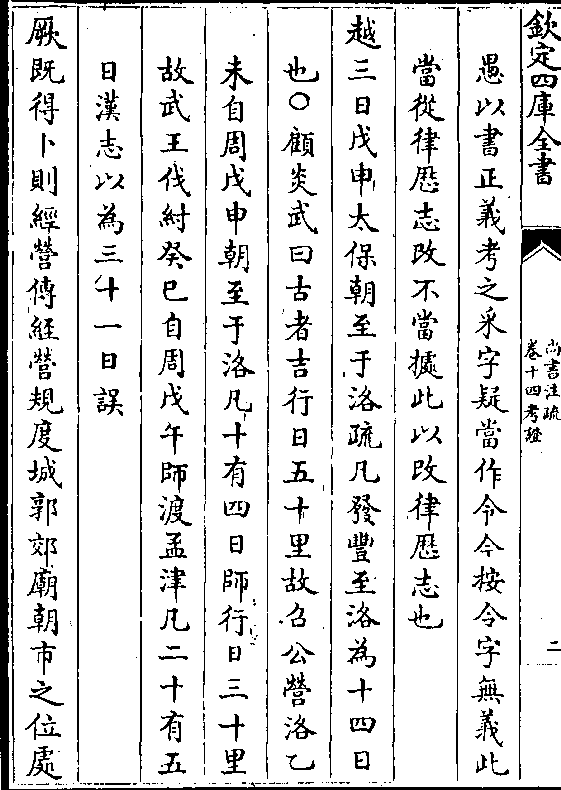 欽定四庫全書
尚書注疏
卷十四考證
二
愚以書正義考之采字疑當作令今按令字無義此
當從律厯志改不當據此以改律厯志也
越三日戊申太保朝至于洛疏凡發豐至洛為十四日
也○顧炎武曰古者吉行日五十里故召公營洛乙
未自周戊申朝至于洛凡十有四日師行日三十里
故武王伐紂癸巳自周戊午師渡孟津凡二十有五
日漢志以為三十一日誤
厥既得卜則經營傳經營規度城郭郊廟朝市之位處